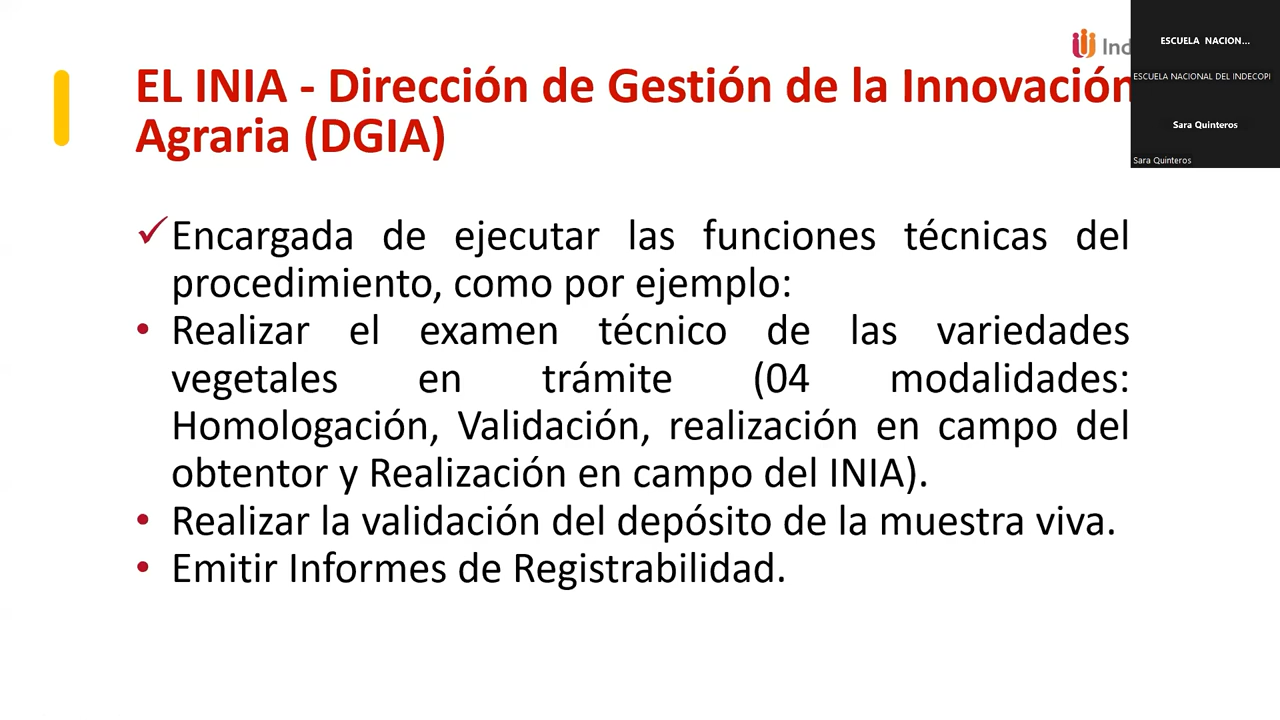 Ind
ESCUELA NACION...
ESCUELA NACIONAL DEL INDECOPI
Sara Quinteros
Sara Quinteros
EL INIA - Dirección de Gestión de la Innovación
Agraria (DGIA)
✓Encargada de ejecutar las funciones técnicas del
procedimiento, como por ejemplo:
• Realizar el examen técnico de las variedades
vegetales en trámite (04 modalidades:
Homologación, Validación, realización en campo del
obtentor y Realización en campo del INIA).
• Realizar la validación del depósito de la muestra viva.
• Emitir Informes de Registrabilidad.